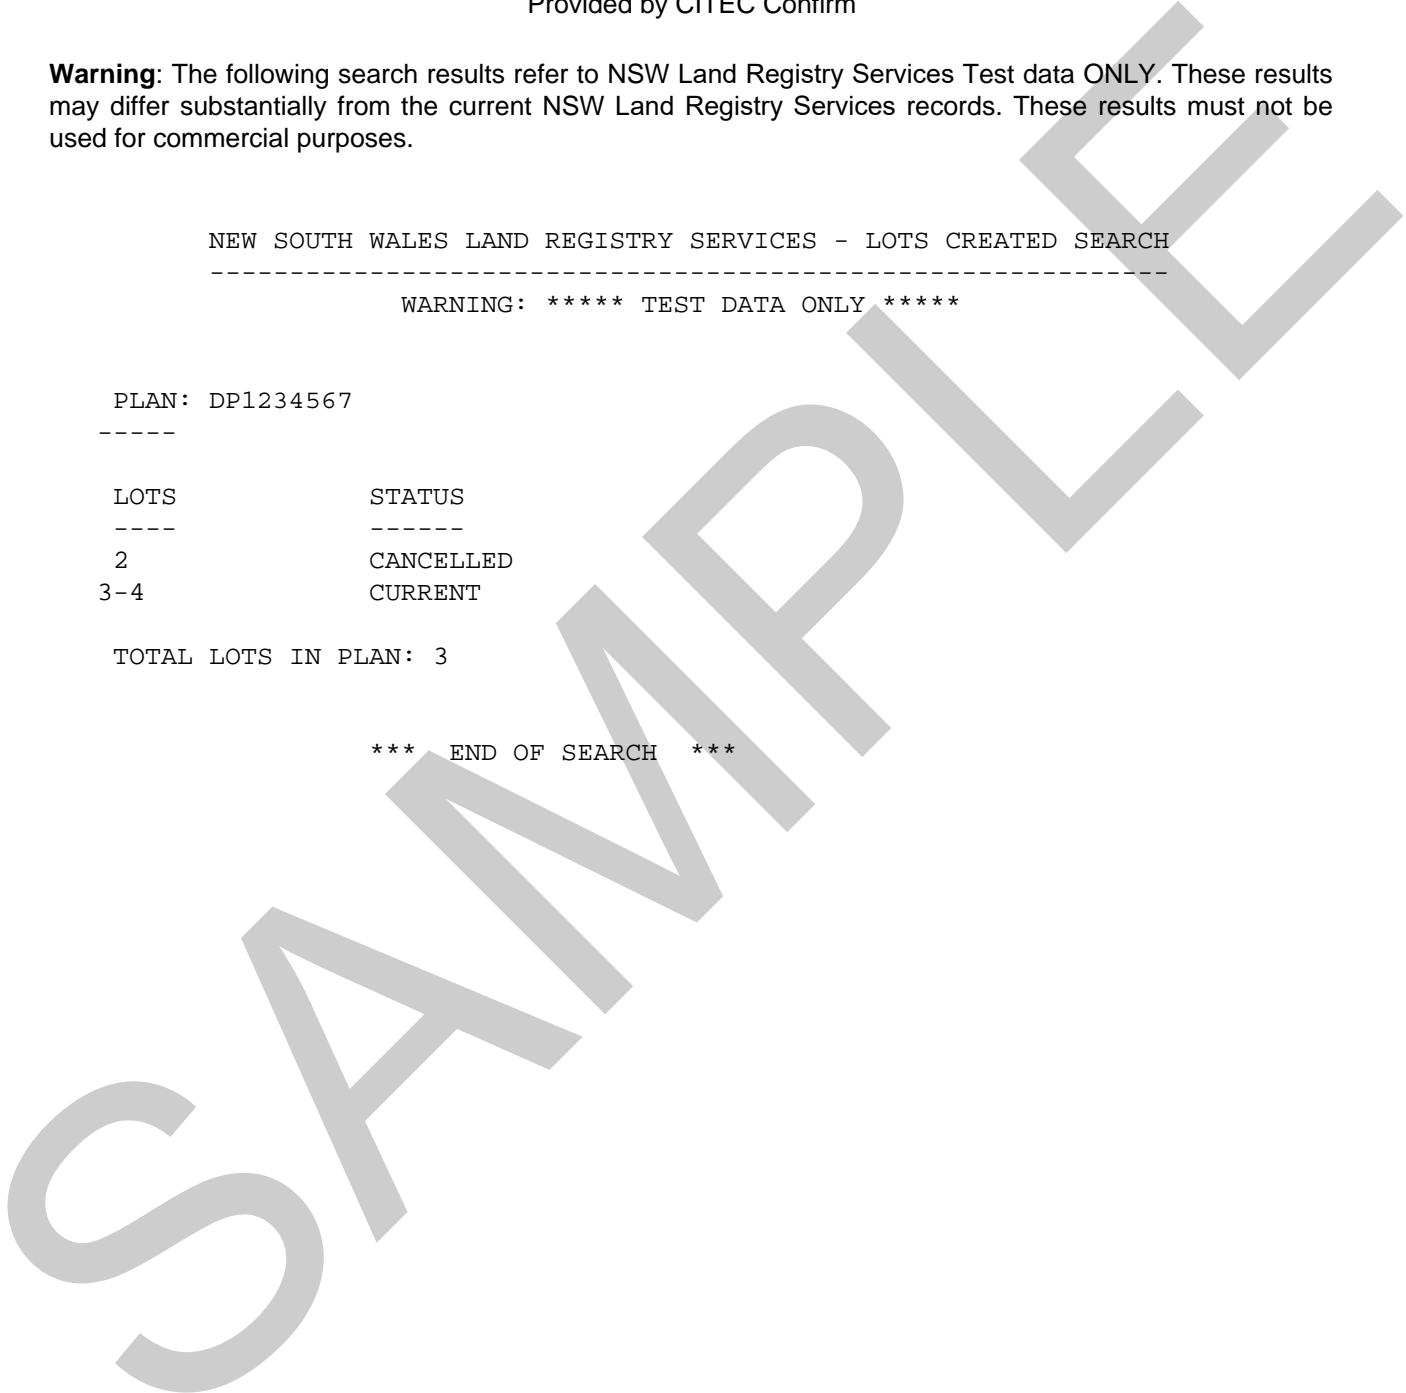 Provided by CITEC Confirm
Warning: The following search results refer to NSW Land Registry Services Test data ONLY. These results
may differ substantially from the current NSW Land Registry Services records. These results must not be
used for commercial purposes.
NEW SOUTH WALES LAND REGISTRY SERVICES - LOTS CREATED SEARCH
------------------------------------------------------------
WARNING: ***** TEST DATA ONLY *****
PLAN: DP1234567
-----
LOTS STATUS
---- ------
2 CANCELLED
3-4 CURRENT
TOTAL LOTS IN PLAN: 3
*** END OF SEARCH ***
SAMPLE